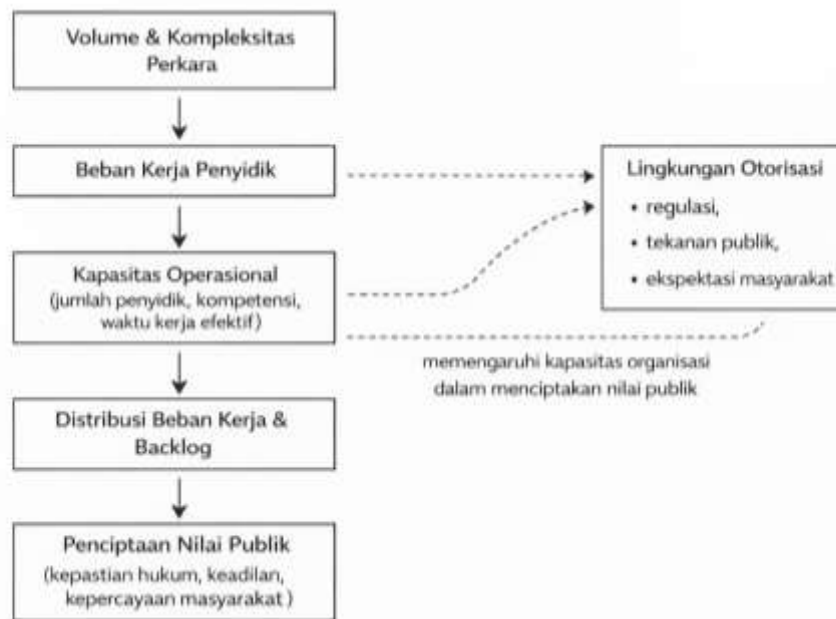 Volume & Kompleksitas
Perkara
Beban Kerja Penyidik
Lingkungan Otorisasi
• regulasi,
• tekanan publik,
• ekspektasi masyarakat
Kapasitas Operasional
(jumlah penyidik, kompetensi,
waktu kerja efektif)
memengaruhi kapasitas organisasi
dalam menciptakan nilai publik
Distribusi Beban Kerja &
Backlog
Penciptaan Nilai Publik
(kepastian hukum, keadilan,
kepercayaan masyarakat)